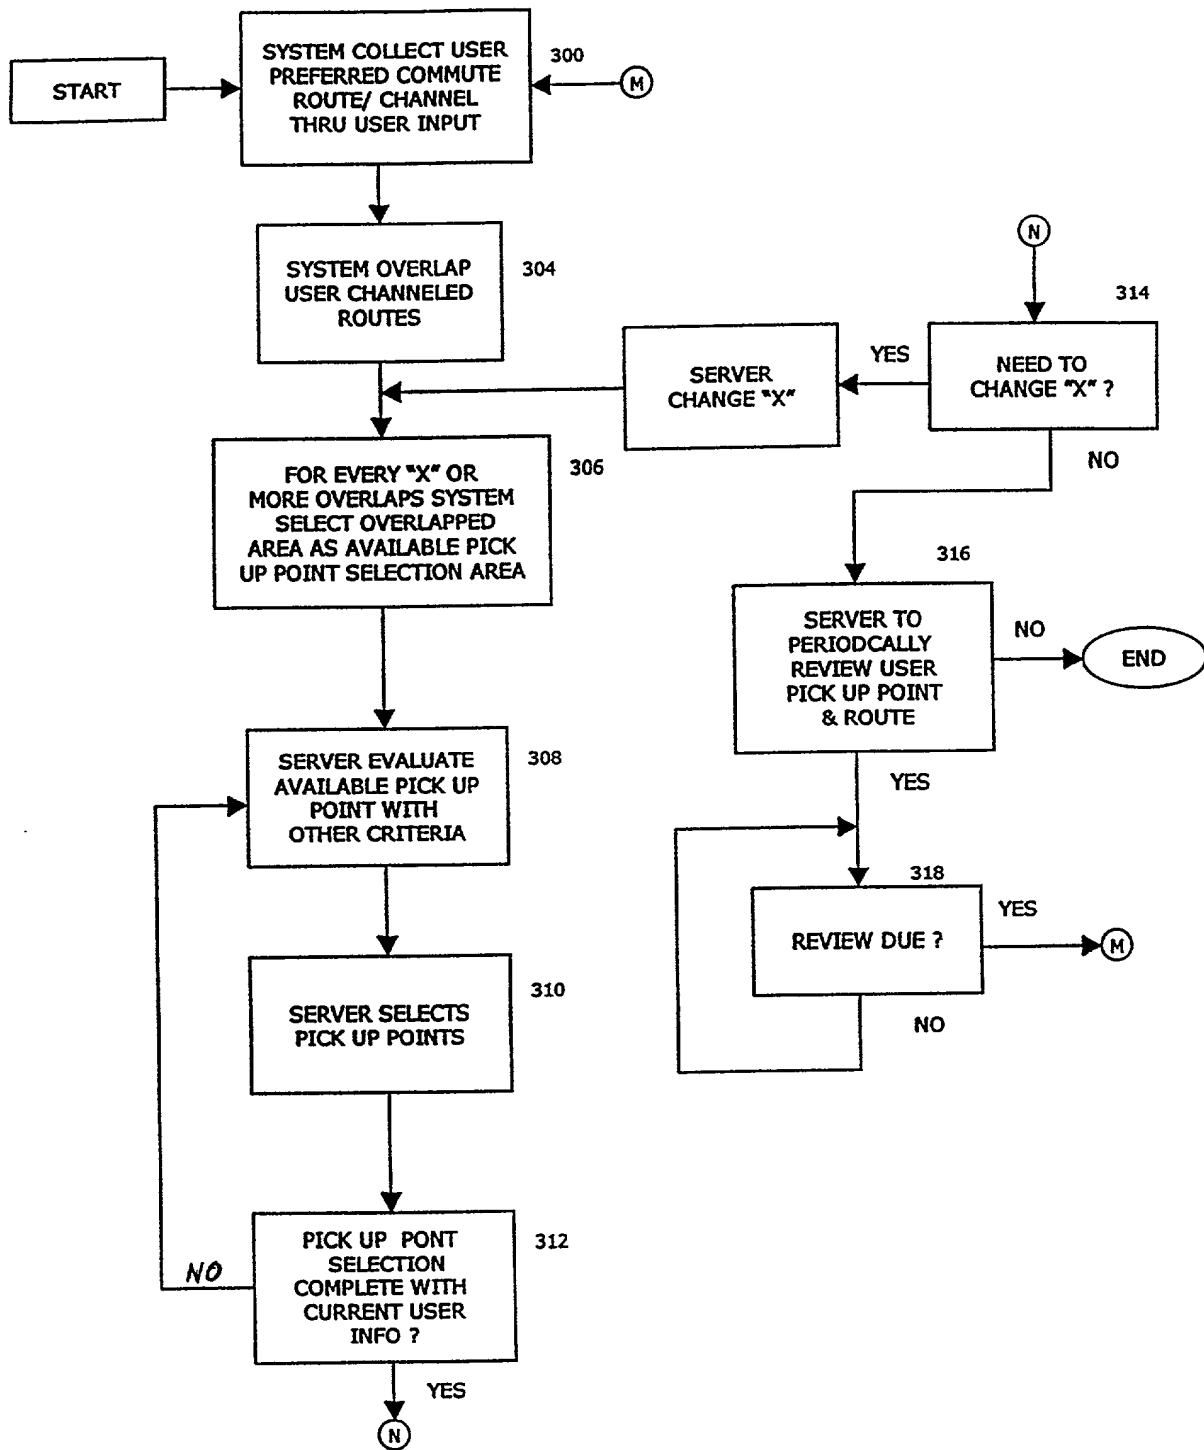 START
SYSTEM COLLECT USER
PREFERRED COMMUTE
ROUTE/ CHANNEL
THRU USER INPUT
300
M
SYSTEM OVERLAP
USER CHANNELED
ROUTES
304
N
314
NEED TO
CHANGE "X" ?
YES
SERVER
CHANGE "X"
NO
FOR EVERY "X" OR
MORE OVERLAPS SYSTEM
SELECT OVERLAPPED
AREA AS AVAILABLE PICK
UP POINT SELECTION AREA
306
316
SERVER TO
PERIODCALLY
REVIEW USER
PICK UP POINT
& ROUTE
NO
END
YES
SERVER EVALUATE
AVAILABLE PICK UP
POINT WITH
OTHER CRITERIA
308
318
REVIEW DUE ?
YES
M
NO
SERVER SELECTS
PICK UP POINTS
310
PICK UP PONT
SELECTION
COMPLETE WITH
CURRENT USER
INFO ?
312
NO
YES
N